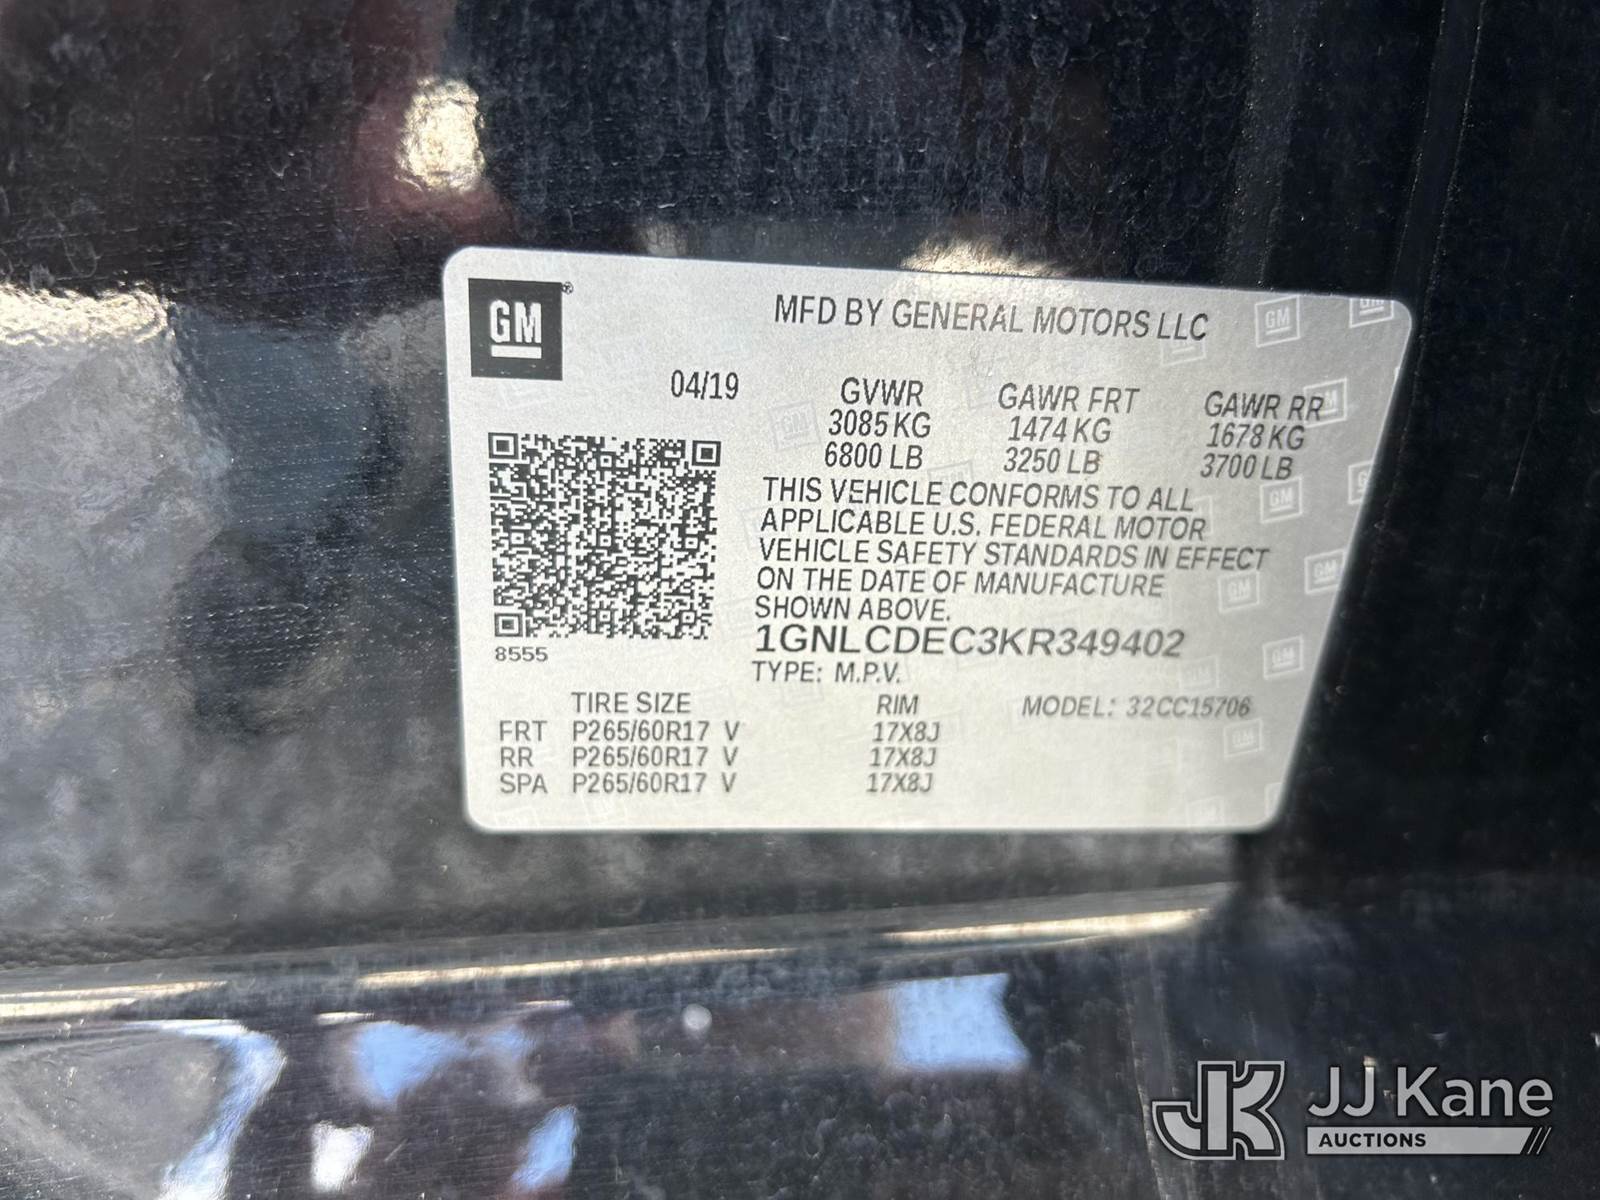 GM®
MFD BY GENERAL MOTORS LLC
04/19
GVWR GAWR FRT GAWR RR
3085 KG 1474 KG 1678 KG
6800 LB 3250 LB 3700 LB
THIS VEHICLE CONFORMS TO ALL
APPLICABLE U.S. FEDERAL MOTOR
VEHICLE SAFETY STANDARDS IN EFFECT
ON THE DATE OF MANUFACTURE
SHOWN ABOVE.
1GNLCDEC3KR349402
8555
TYPE: M.P.V.
TIRE SIZE RIM MODEL: 32CC15706
FRT P265/60R17 V 17X8J
RR P265/60R17 V 17X8J
SPA P265/60R17 V 17X8J
JK JJ Kane
AUCTIONS